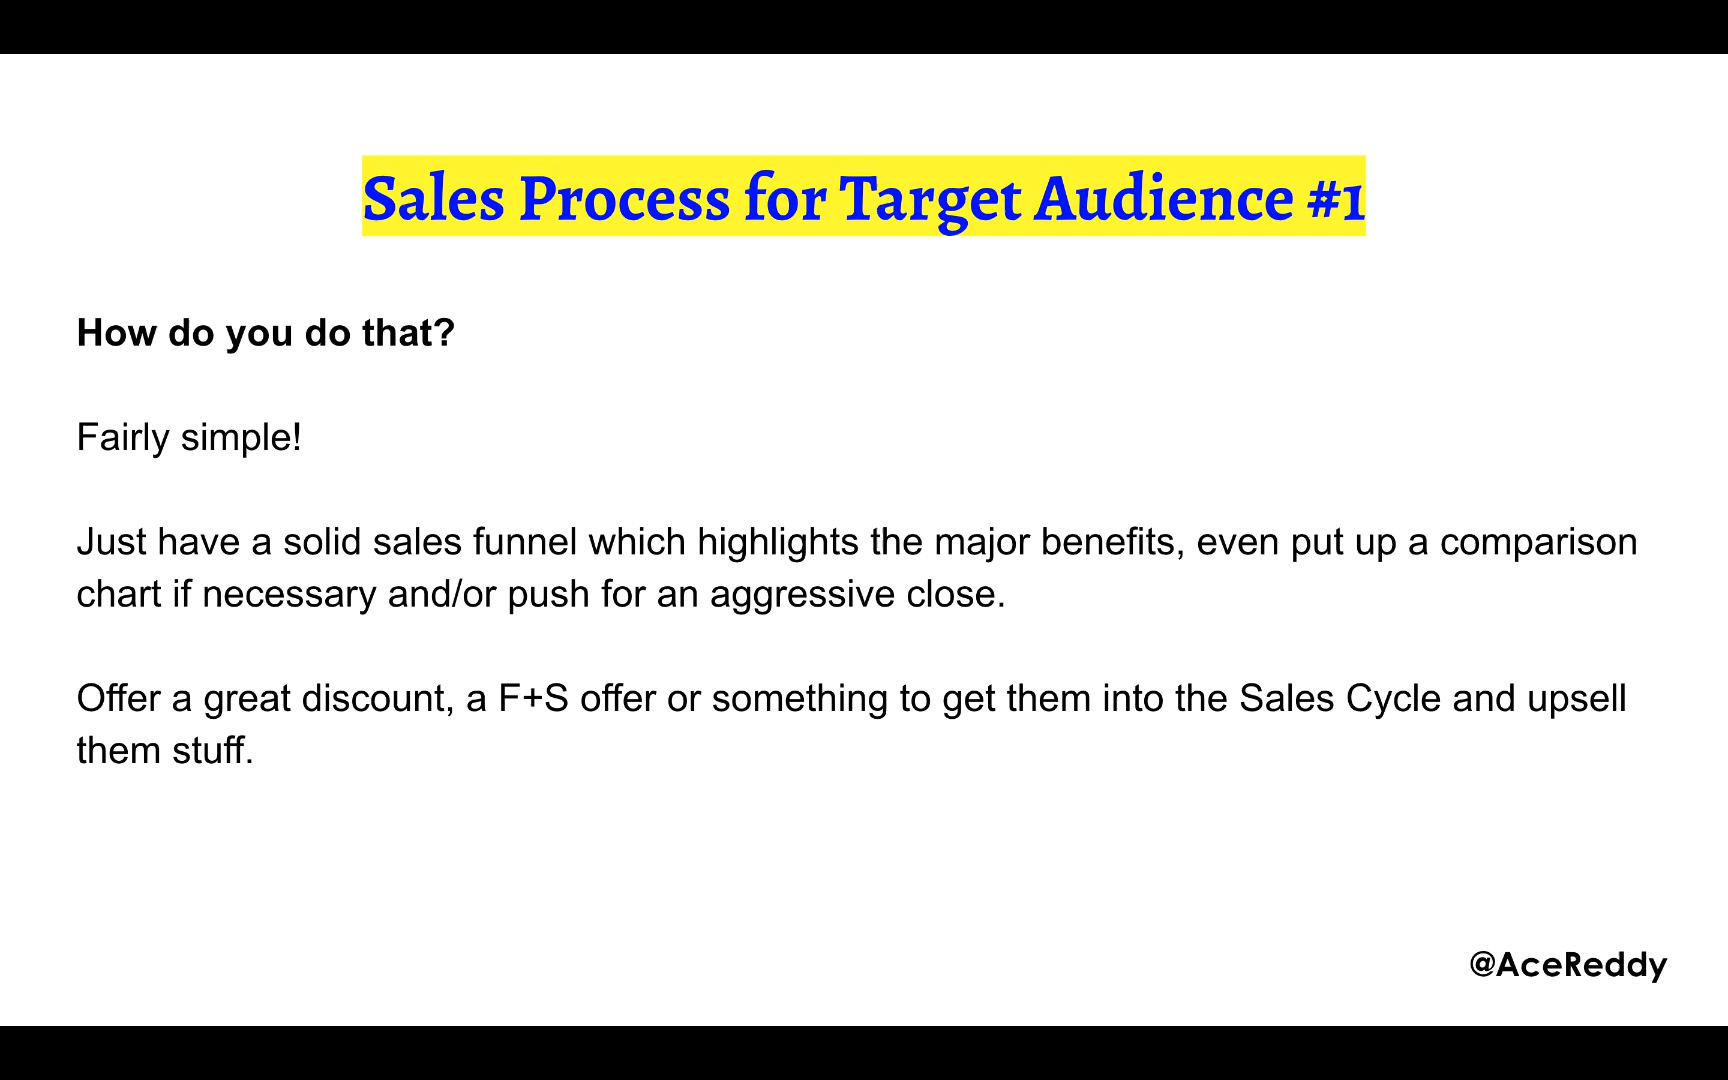 Sales Process for Target Audience #1
How do you do that?
Fairly simple!
Just have a solid sales funnel which highlights the major benefits, even put up a comparison
chart if necessary and/or push for an aggressive close.
Offer a great discount, a F+S offer or something to get them into the Sales Cycle and upsell
them stuff.
@AceReddy